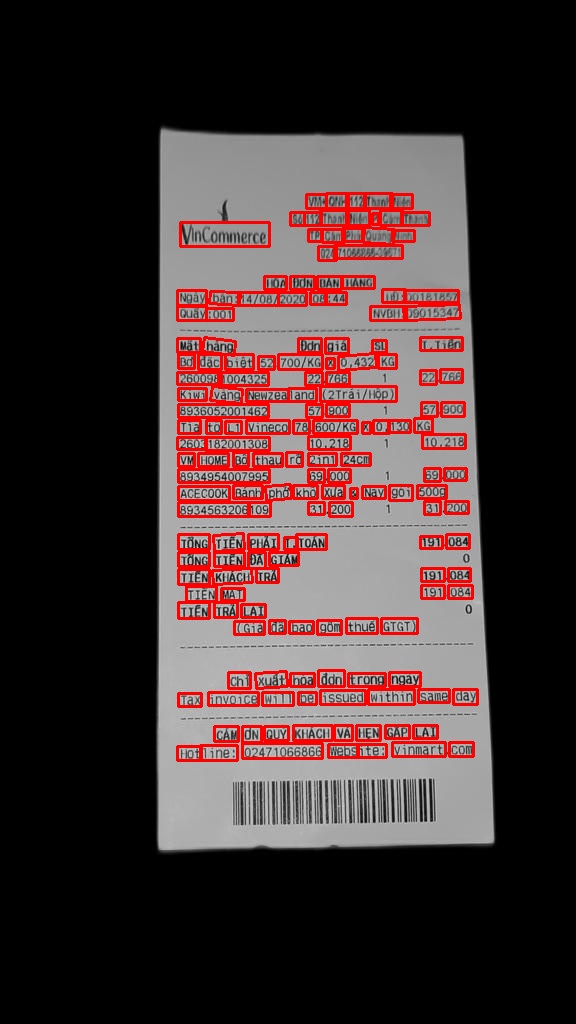 VinCommerce
VM+ QNH 112 Thanh Niên
Số 112 Thanh Niên, P. Cẩm Thành
TP. Cẩm Phả, Quảng Ninh
02471066866-39671
HÓA ĐƠN BÁN HÀNG
Ngày bán:14/08/2020 08:44 HĐ:00181857
Quầy:001 NVBH:09015347
Mặt hàng Đơn giá SL T.Tiền
Bơ đặc biệt 52,700/KG x 0,432 KG
2600981004325 22,766 1 22,766
Kiwi vàng Newzealand (2Trái/Hộp)
8936052001462 57,900 1 57,900
Tía tô Lí Vineco 78,600/KG x 0,130 KG
2603182001308 10,218 1 10,218
VM HOME Bộ thau rổ 2in1 24cm
8934954007995 69,000 1 69,000
ACECOOK Bánh phở khô Xưa & Nay gói 500g
8934563206109 31,200 1 31,200
TỔNG TIỀN PHẢI T.TOÁN 191,084
TỔNG TIỀN ĐÃ GIẢM 0
TIỀN KHÁCH TRẢ 191,084
TIỀN MẶT 191,084
TIỀN TRẢ LẠI 0
(Giá đã bao gồm thuế GTGT)
Chỉ xuất hóa đơn trong ngày
Tax invoice will be issued within same day
CẢM ƠN QUÝ KHÁCH VÀ HẸN GẶP LẠI
Hotline: 02471066866 Website: vinmart.com